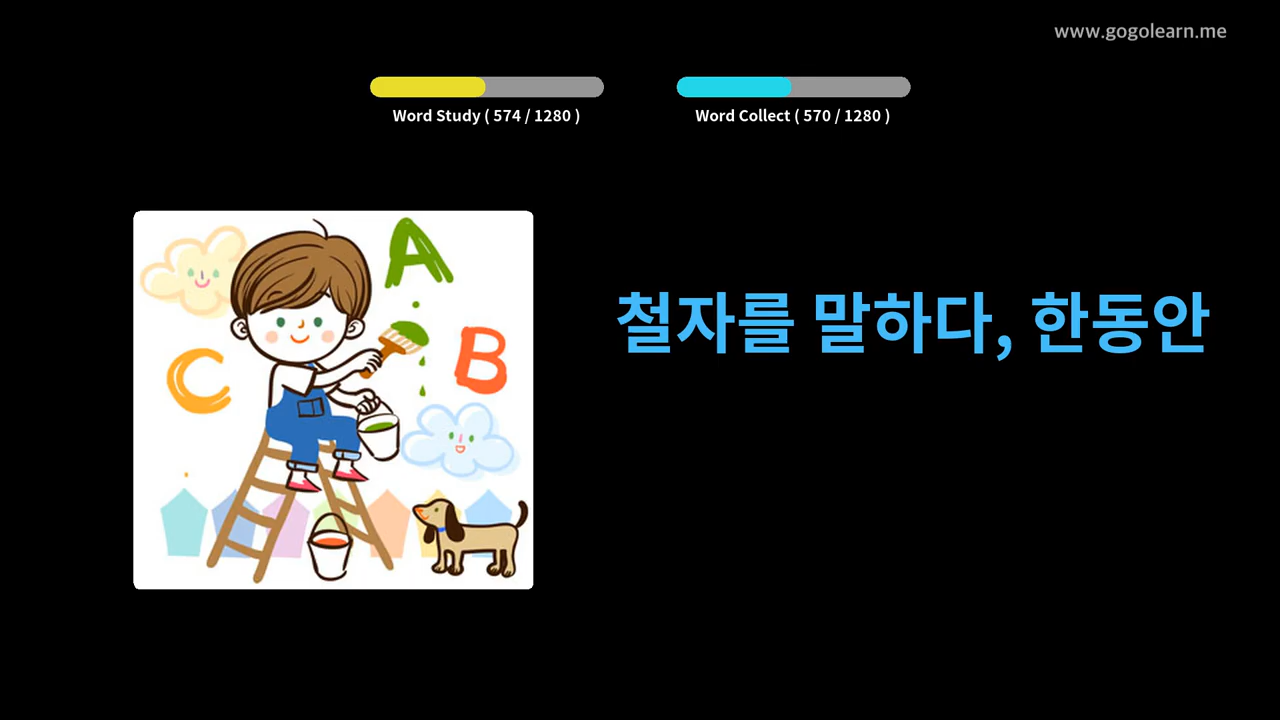 www.gogolearn.me
Word Study ( 574 / 1280 )
Word Collect ( 570 / 1280 )
A
B
C
철자를 말하다, 한동안